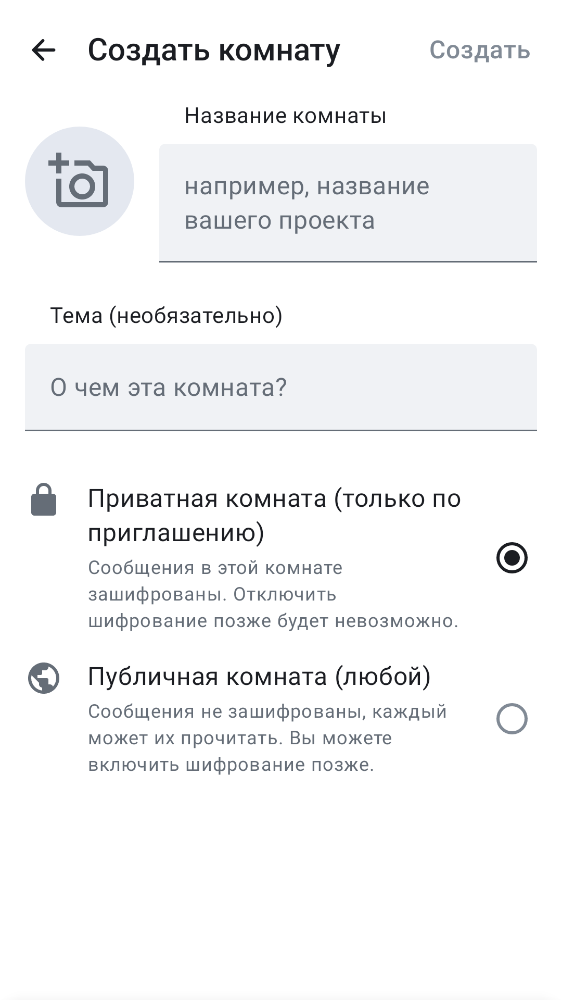 Создать комнату
Создать
Название комнаты
например, название
вашего проекта
Тема (необязательно)
О чем эта комната?
Приватная комната (только по
приглашению)
Сообщения в этой комнате
зашифрованы. Отключить
шифрование позже будет невозможно.
Публичная комната (любой)
Сообщения не зашифрованы, каждый
может их прочитать. Вы можете
включить шифрование позже.